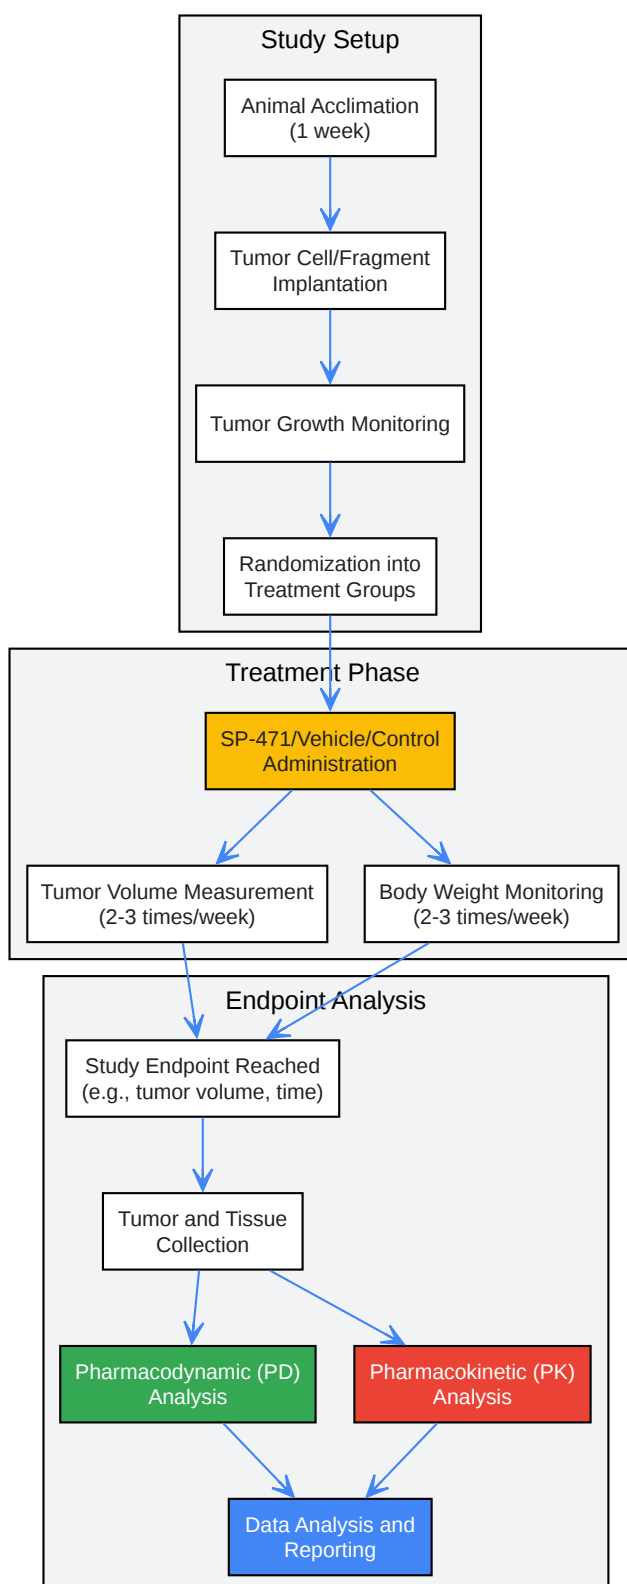 Study Setup
Animal Acclimation
(1 week)
Tumor Cell/Fragment
Implantation
Tumor Growth Monitoring
Randomization into
Treatment Groups
Treatment Phase
SP-471/Vehicle/Control
Administration
Tumor Volume Measurement
(2-3 times/week)
Body Weight Monitoring
(2-3 times/week)
Endpoint Analysis
Study Endpoint Reached
(e.g., tumor volume, time)
Tumor and Tissue
Collection
Pharmacodynamic (PD)
Analysis
Pharmacokinetic (PK)
Analysis
Data Analysis and
Reporting